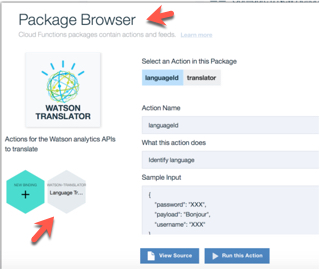 Package Browser
Cloud Functions packages contain actions and feeds. Learn more
WATSON
TRANSLATOR
Actions for the Watson analytics APIs
to translate
NEW BINDING
+
WATSON TRANSLATOR
Language Tr...
Select an Action in this Package
languageId translator
Action Name
languageId
What this action does
Identify language
Sample Input
{
"password": "XXX",
"payload": "Bonjour",
"username": "XXX"
}
View Source
Run this Action